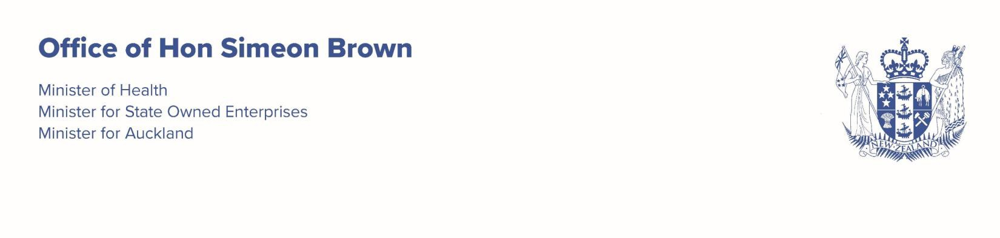 Office of Hon Simeon Brown
Minister of Health
Minister for State Owned Enterprises
Minister for Auckland
NEW·ZEALAND